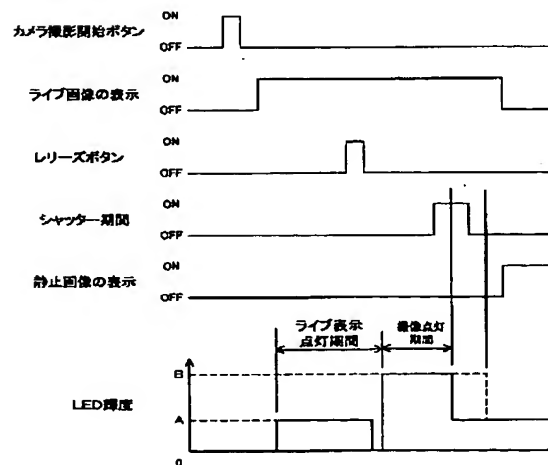 カメラ撮影開始ボタン
ON
OFF
ライブ画像の表示
ON
OFF
レリーズボタン
ON
OFF
シャッター期間
ON
OFF
静止画像の表示
ON
OFF
ライブ表示
点灯期間
撮像点灯
期間
LED輝度
B
A
0